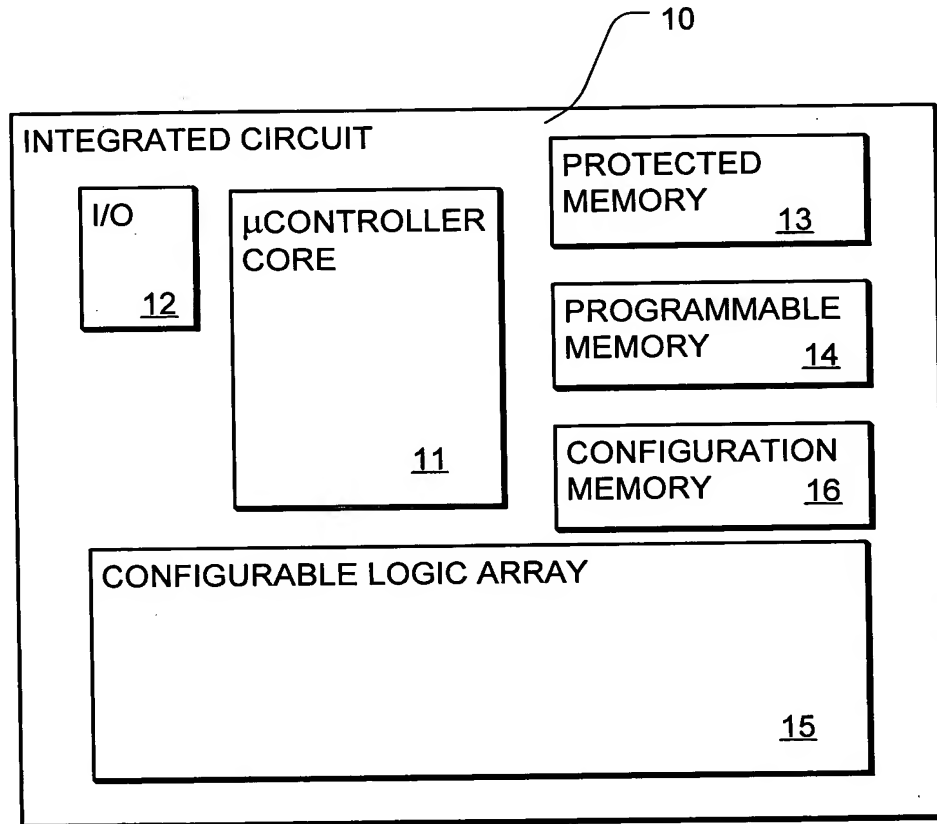 10
INTEGRATED CIRCUIT
I/O
12
μCONTROLLER
CORE
11
PROTECTED
MEMORY
13
PROGRAMMABLE
MEMORY
14
CONFIGURATION
MEMORY
16
CONFIGURABLE LOGIC ARRAY
15